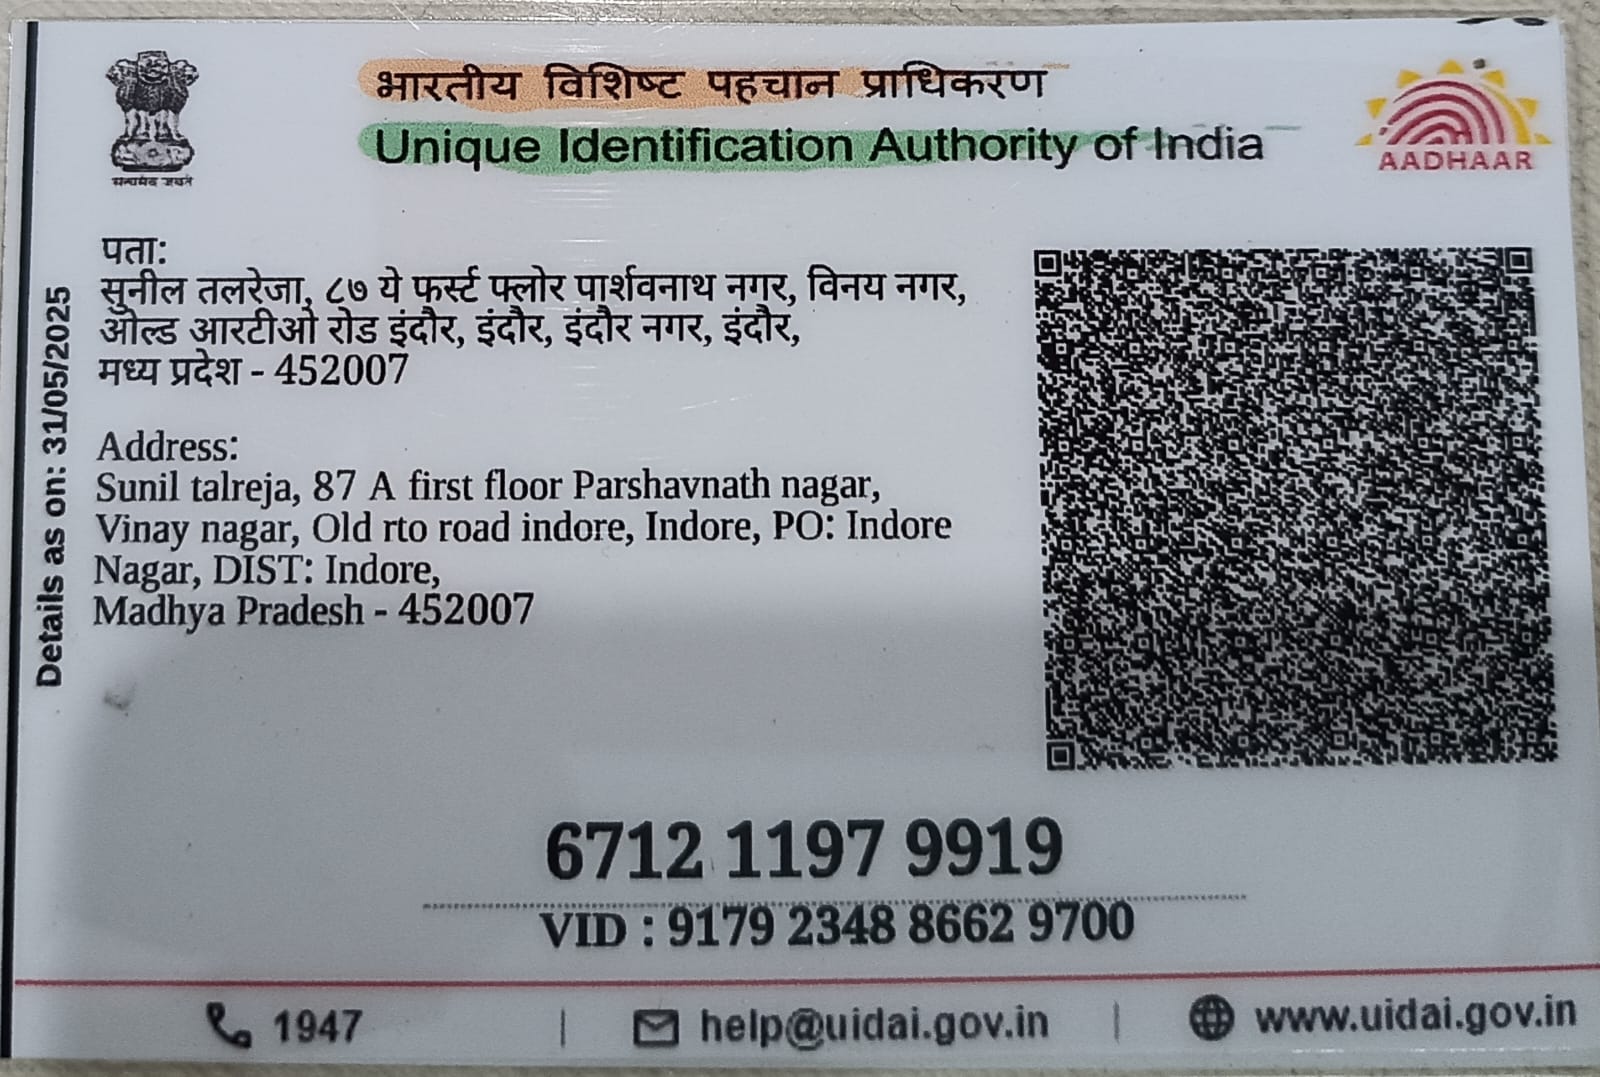 भारतीय विशिष्ट पहचान प्राधिकरण
Unique Identification Authority of India
AADHAAR
सत्यमेव जयते
Details as on: 31/05/2025
पता:
सुनील तलरेजा, ८७ ये फर्स्ट फ्लोर पार्शवनाथ नगर, विनय नगर,
ओल्ड आरटीओ रोड इंदौर, इंदौर, इंदौर नगर, इंदौर,
मध्य प्रदेश - 452007
Address:
Sunil talreja, 87 A first floor Parshavnath nagar,
Vinay nagar, Old rto road indore, Indore, PO: Indore
Nagar, DIST: Indore,
Madhya Pradesh - 452007
6712 1197 9919
VID : 9179 2348 8662 9700
1947 | help@uidai.gov.in | www.uidai.gov.in